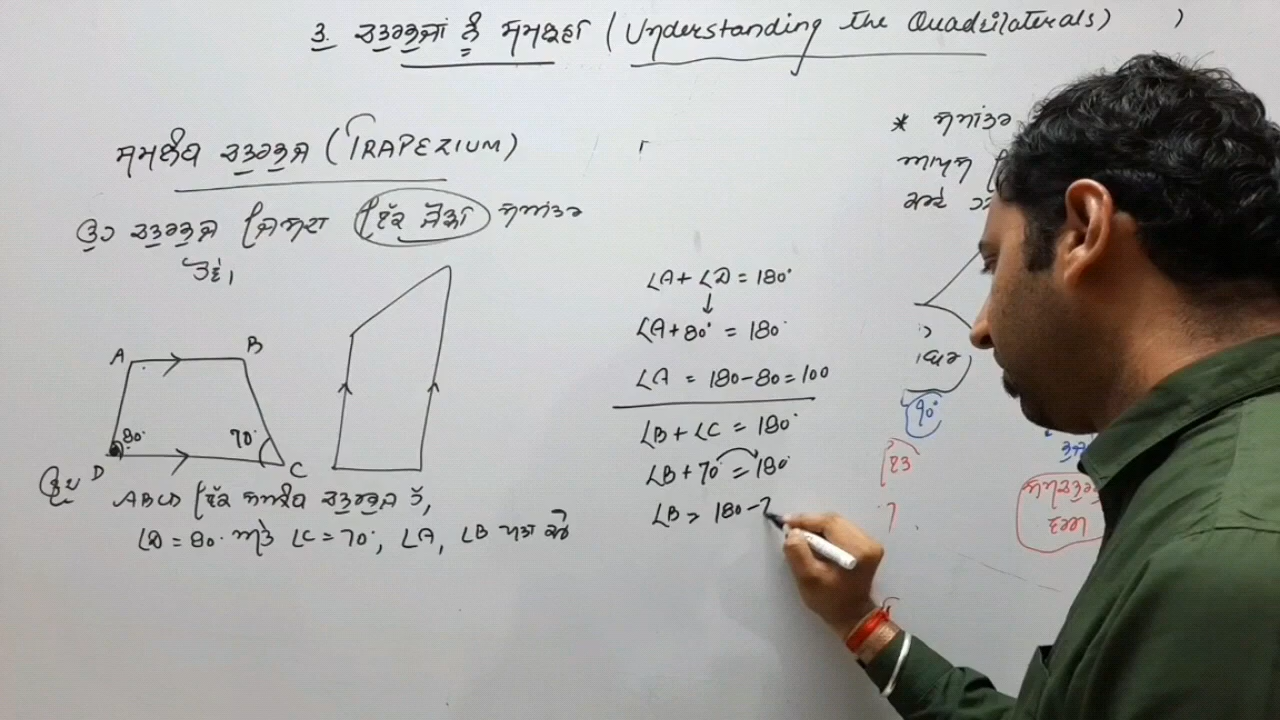 3. ਚਤੁਰਭੁਜਾਂ ਨੂੰ ਸਮਝਣਾ (Understanding the Quadrilaterals)
ਸਮਲੰਬ ਚਤੁਰਭੁਜ (TRAPEZIUM)
ਉਹ ਚਤੁਰਭੁਜ ਜਿਸਦਾ ਇੱਕ ਜੋੜਾ ਸਮਾਂਤਰ
ਹੋਵੇ।
A B
80° 70°
D C
ABCD ਇੱਕ ਸਮਲੰਬ ਚਤੁਰਭੁਜ ਹੈ,
∠D = 80° ਅਤੇ ∠C = 70°, ∠A, ∠B ਪਤਾ ਕਰੋ
∠A + ∠D = 180°
∠A + 80° = 180°
∠A = 180 - 80 = 100
∠B + ∠C = 180°
∠B + 70° = 180°
* ਸਮਾਂਤਰ
90°